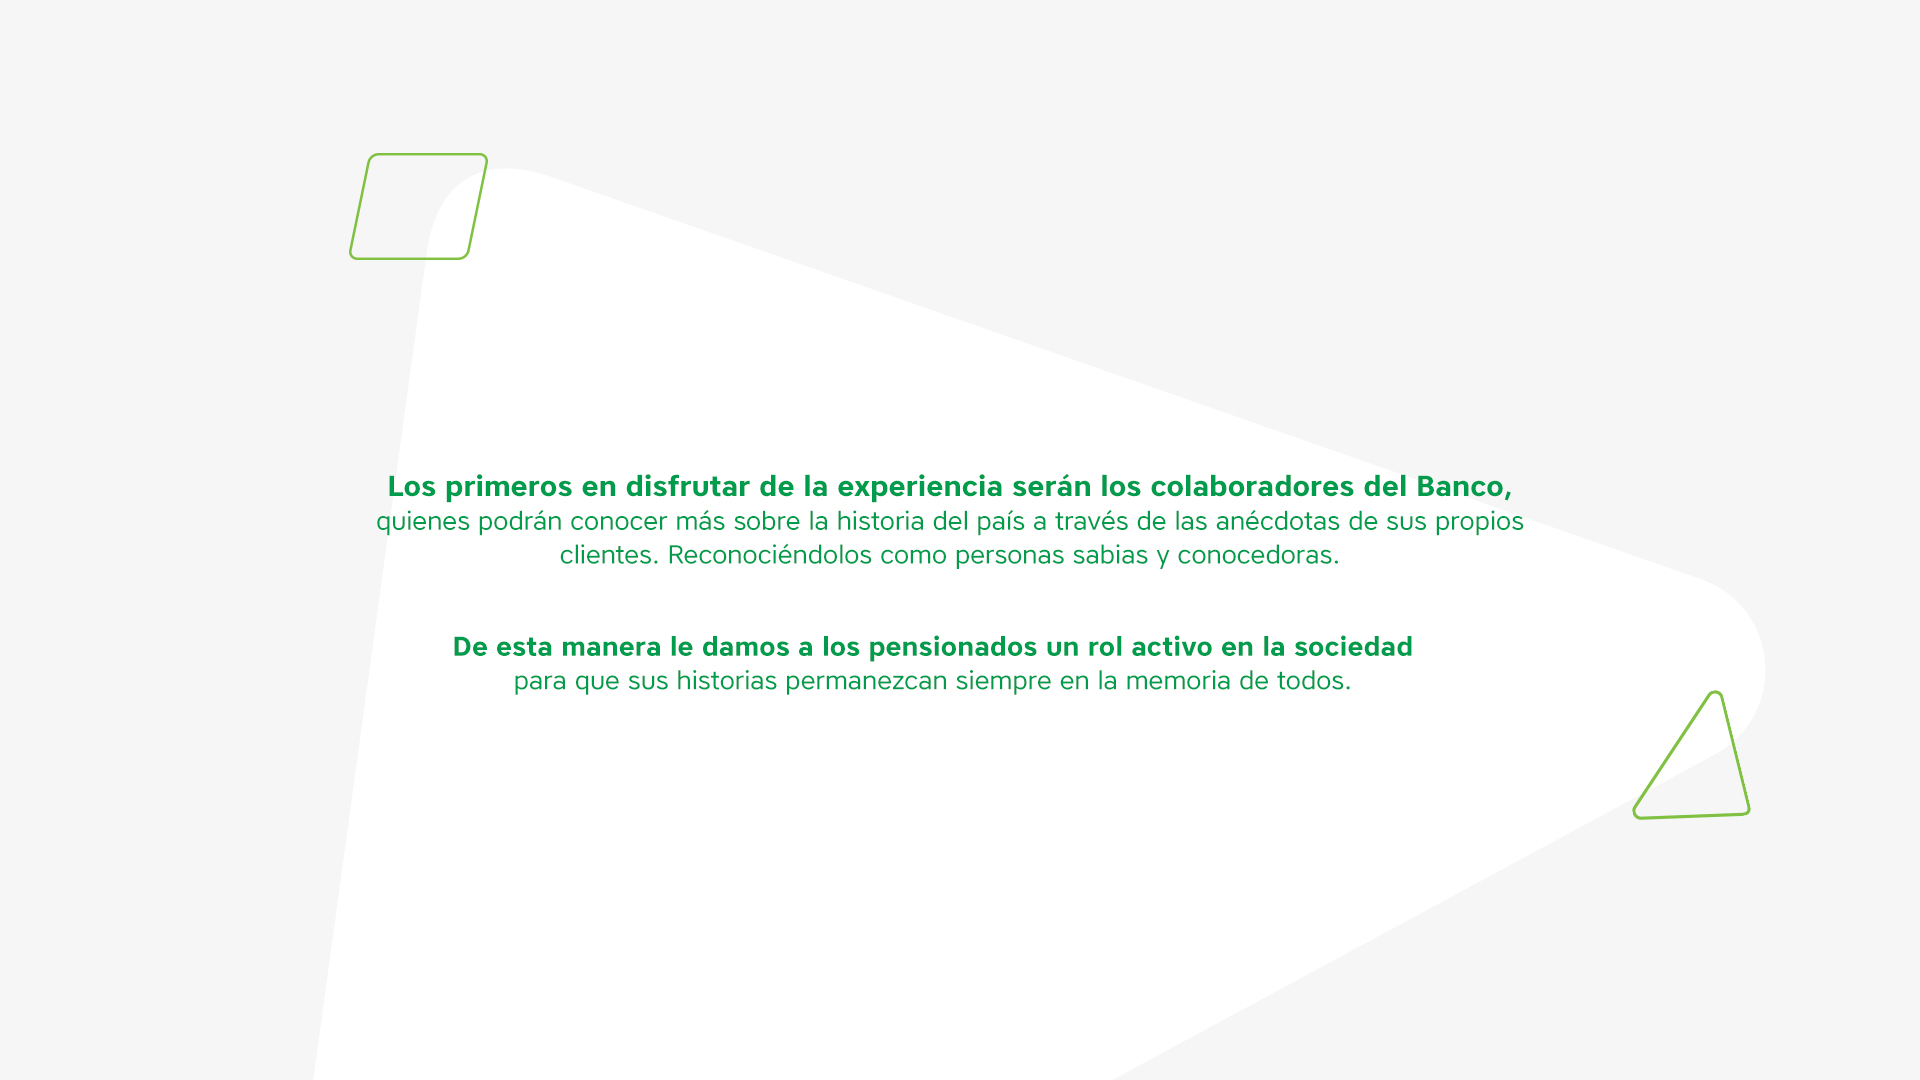 Los primeros en disfrutar de la experiencia serán los colaboradores del Banco,
quienes podrán conocer más sobre la historia del país a través de las anécdotas de sus propios
clientes. Reconociéndolos como personas sabias y conocedoras.
De esta manera le damos a los pensionados un rol activo en la sociedad
para que sus historias permanezcan siempre en la memoria de todos.